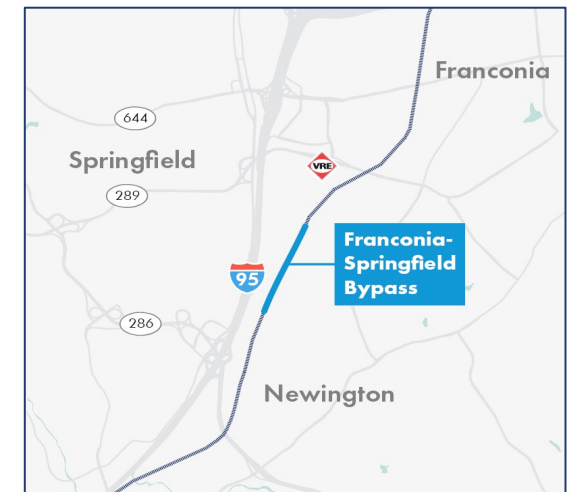 Franconia
644
Springfield
VRE
289
Franconia-
Springfield
Bypass
95
286
Newington